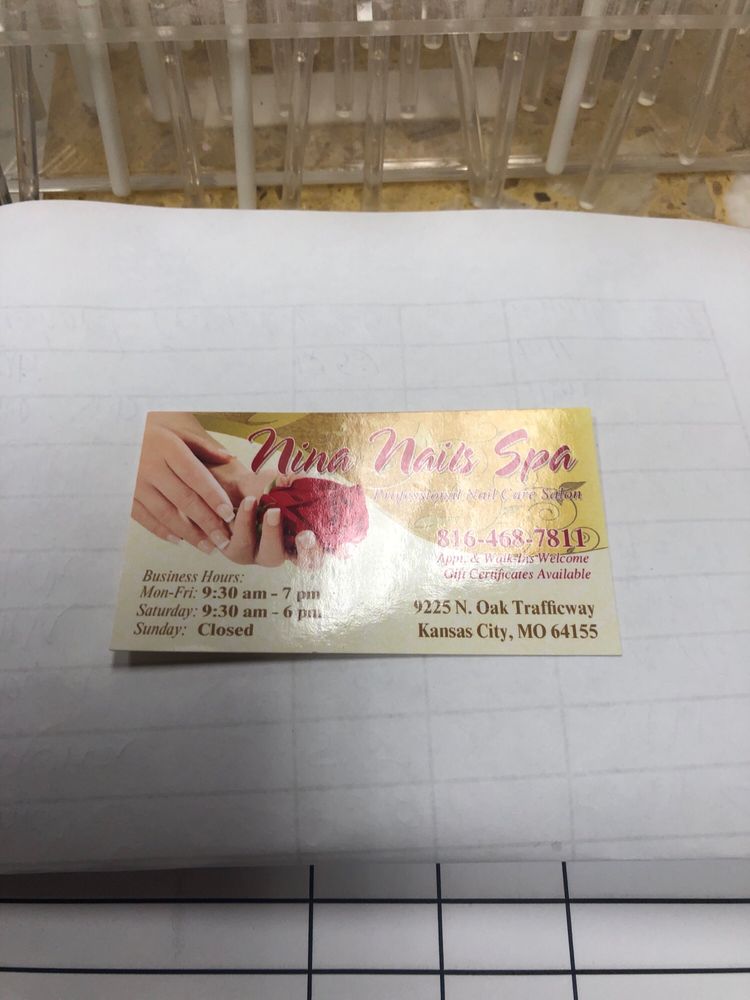 Nina Nails Spa
Professional Nail Care Salon
816-468-7811
Appt. & Walk-Ins Welcome
Gift Certificates Available
Business Hours:
Mon-Fri: 9:30 am - 7 pm
Saturday: 9:30 am - 6 pm
Sunday: Closed
9225 N. Oak Trafficway
Kansas City, MO 64155